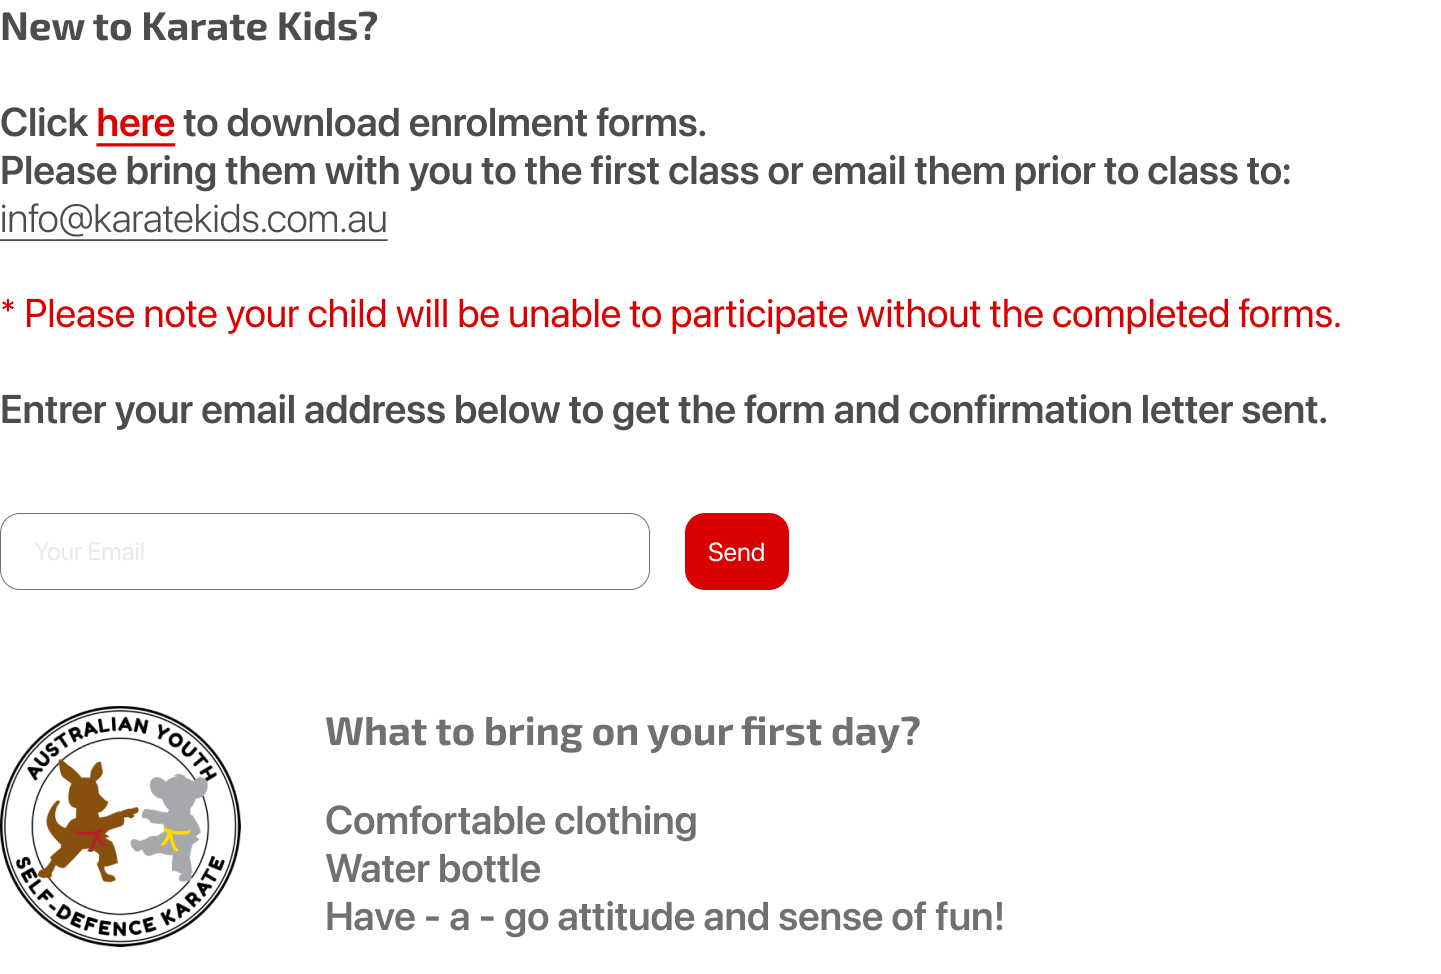 New to Karate Kids?
Click here to download enrolment forms.
Please bring them with you to the first class or email them prior to class to:
info@karatekids.com.au
* Please note your child will be unable to participate without the completed forms.
Entrer your email address below to get the form and confirmation letter sent.
Your Email
Send
AUSTRALIAN YOUTH
SELF-DEFENCE KARATE
What to bring on your first day?
Comfortable clothing
Water bottle
Have - a - go attitude and sense of fun!